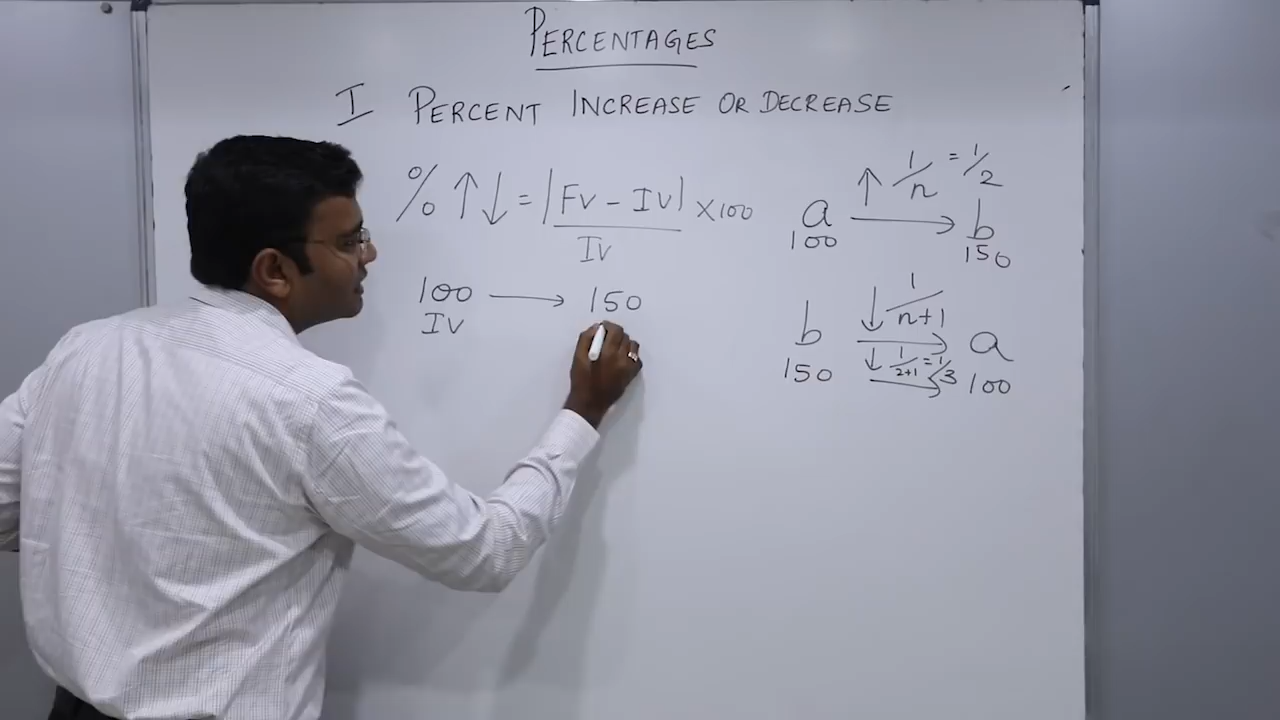 PERCENTAGES
I PERCENT INCREASE OR DECREASE
% ↑↓ = |FV - IV| × 100
IV
100 → 150
IV
↑ 1/n = 1/2
a → b
100 150
↓ 1/n+1
b → a
↓ 1/2+1 = 1/3
150 → 100